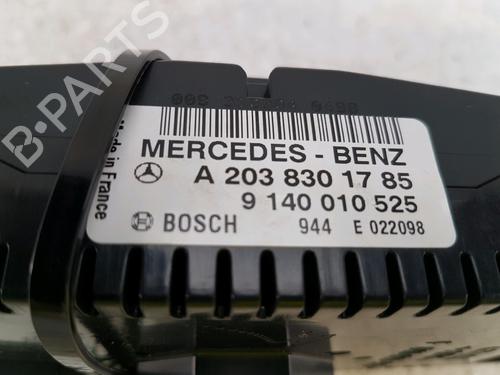 B-PARTS
MERCEDES - BENZ
A 203 830 17 85
9 140 010 525
BOSCH 944 E 022098
Made in France